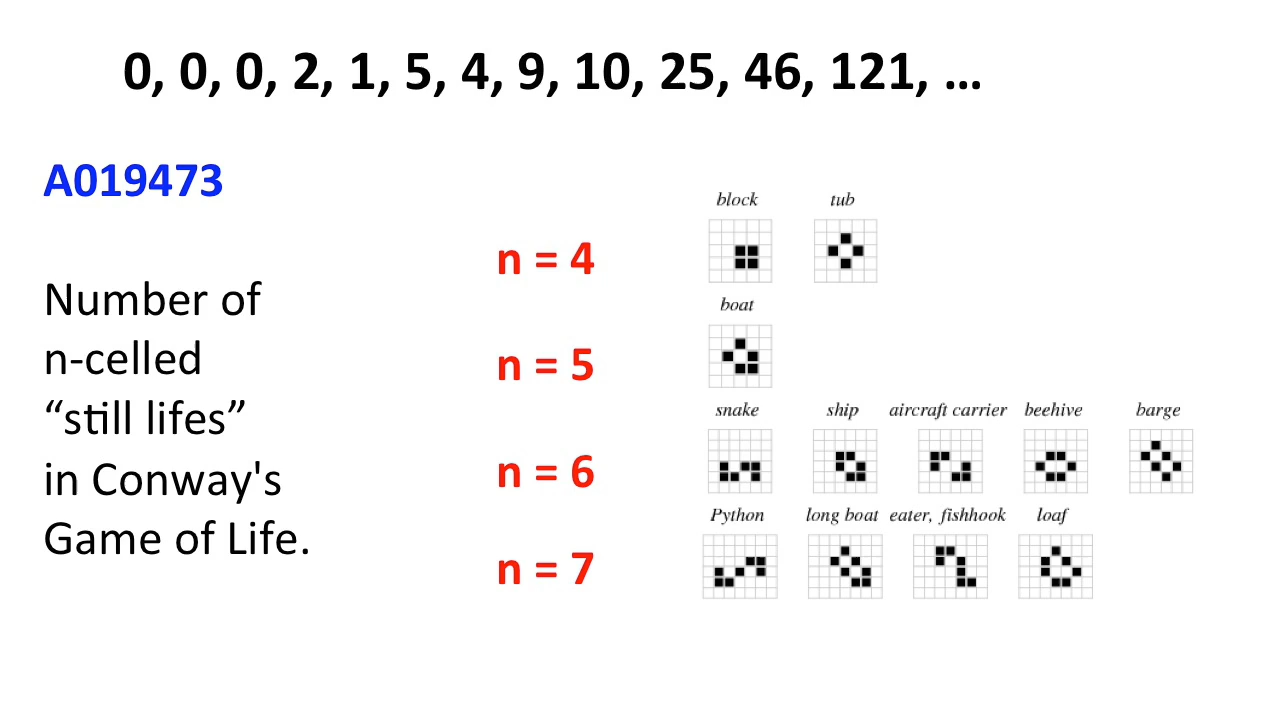 0, 0, 0, 2, 1, 5, 4, 9, 10, 25, 46, 121, ...
A019473
Number of
n-celled
“still lifes”
in Conway's
Game of Life.
n = 4
block tub
n = 5
boat
n = 6
snake ship aircraft carrier beehive barge
n = 7
Python long boat eater, fishhook loaf